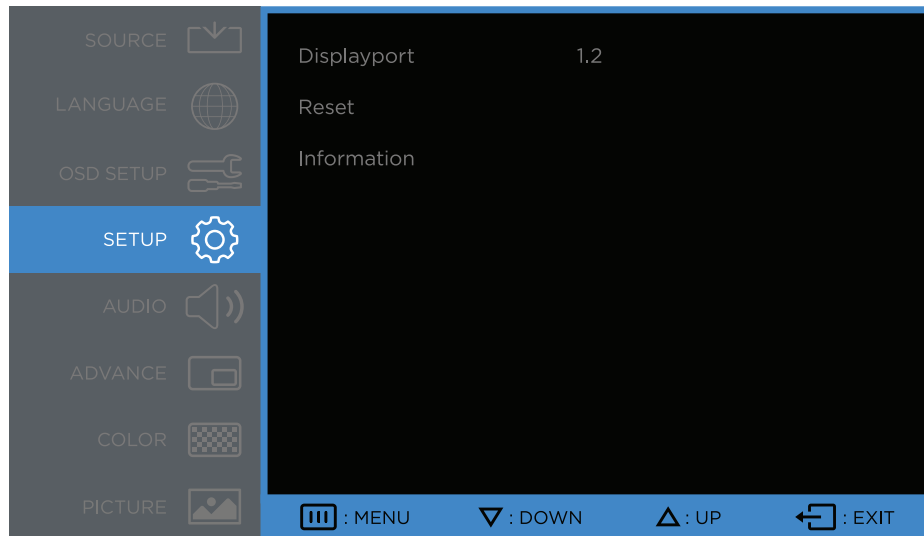 SOURCE
LANGUAGE
OSD SETUP
SETUP
AUDIO
ADVANCE
COLOR
PICTURE
Displayport 1.2
Reset
Information
: MENU : DOWN : UP : EXIT